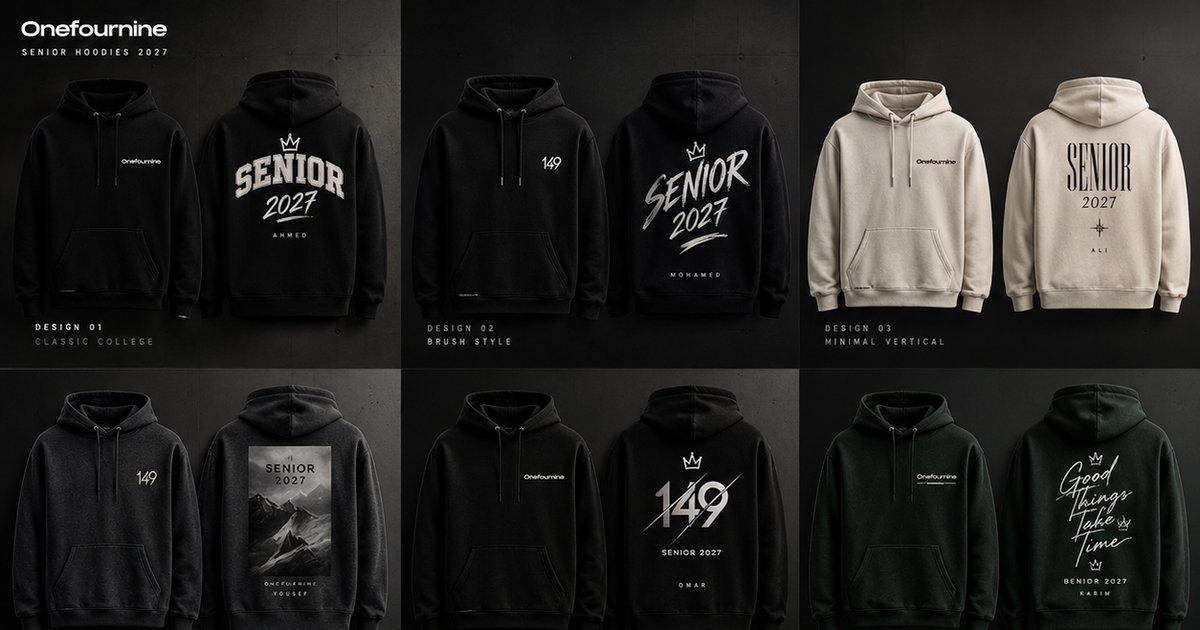 Onefournine
SENIOR HOODIES 2027
Onefournine
SENIOR
2027
AHMED
DESIGN 01
CLASSIC COLLEGE
149
SENIOR
2027
MOHAMED
DESIGN 02
BRUSH STYLE
Onefournine
SENIOR
2027
ALI
DESIGN 03
MINIMAL VERTICAL
149
SENIOR
2027
ONEFOURNINE
YOUSEF
Onefournine
149
SENIOR 2027
OMAR
Onefournine
Good
Things
Take
Time
BENIOR 2027
KARIM